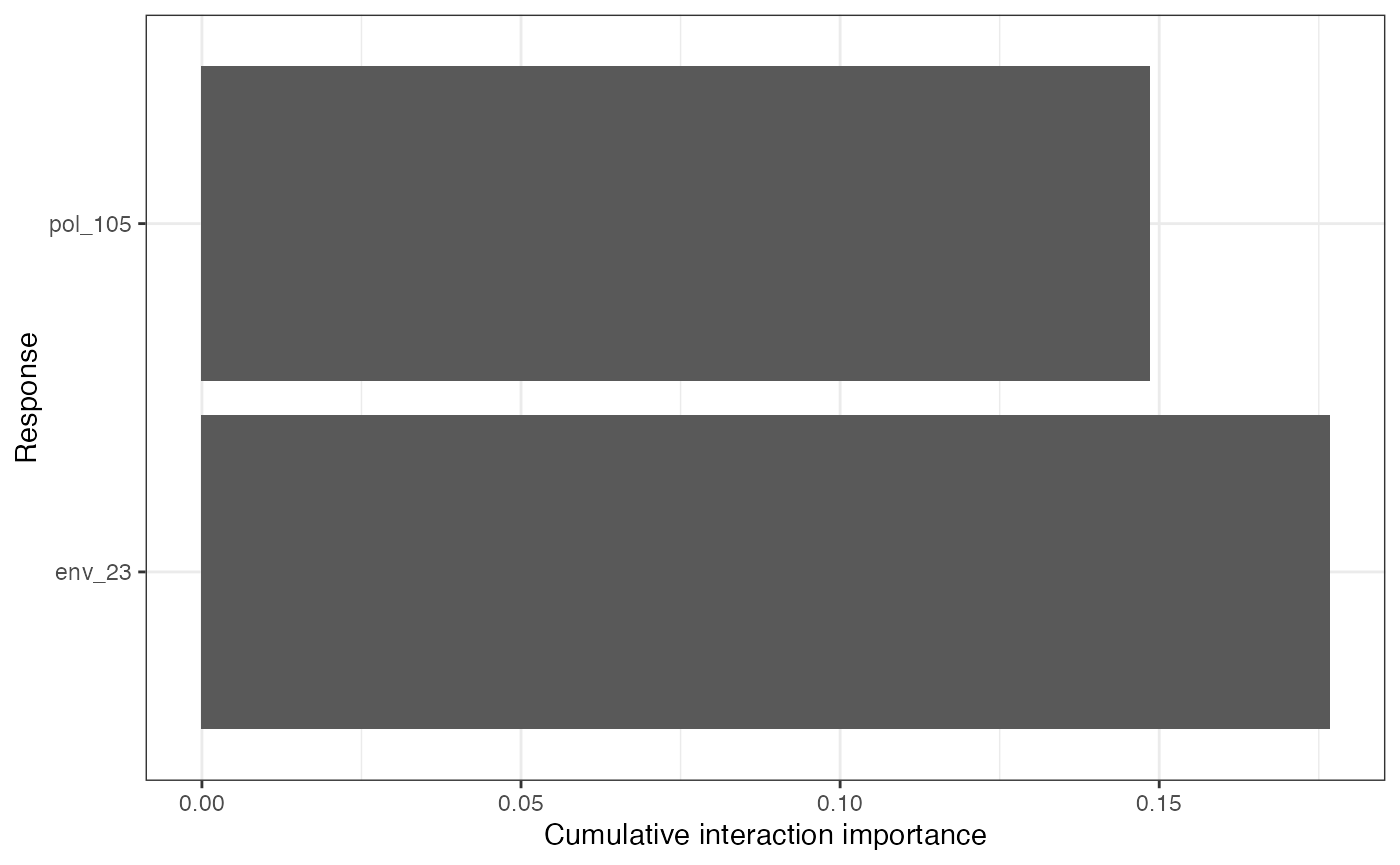 pol_105
env_23
Response
0.00
0.05
0.10
0.15
Cumulative interaction importance